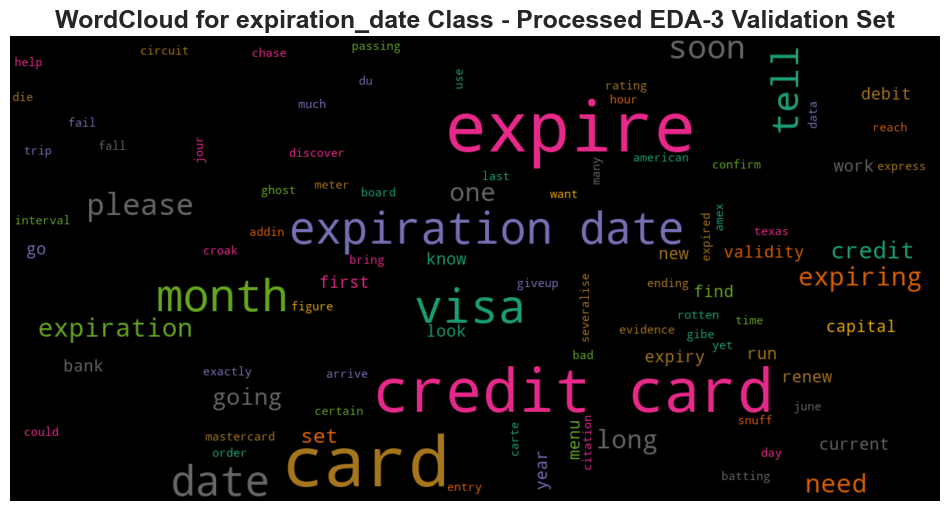 WordCloud for expiration_date Class - Processed EDA-3 Validation Set
circuit
chase
passing
soon
help
du
use
tell
rating
hour
debit
die
much
data
expire
fail
reach
trip
fall
jour
discover
many
american
confirm
work
express
last
ghost
meter
board
want
one
please
interval
addin
expiration date
expired
amex
texas
go
croak
bring
know
new
validity
credit
month
first
giveup
severalise
ending
find
expiring
figure
visa
expiration
look
rotten
time
evidence
gibe
capital
yet
bad
expiry
run
bank
exactly
arrive
credit card
renew
going
certain
june
could
mastercard
set
carte
menu
citation
long
snuff
current
order
card
year
day
date
entry
batting
need